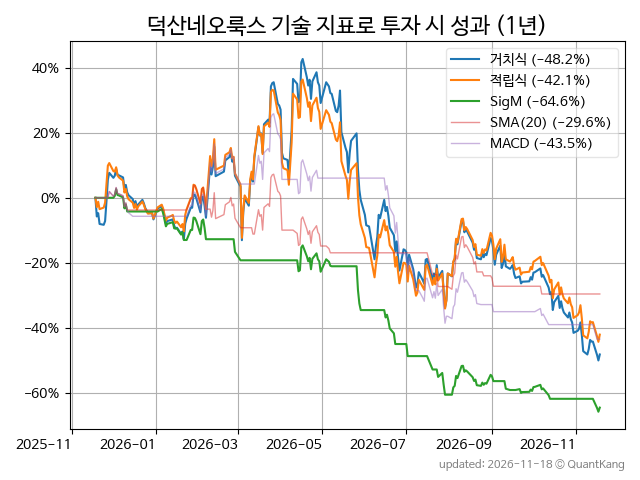 덕산네오룩스 기술 지표로 투자 시 성과 (1년)
거치식 (−48.2%)
적립식 (−42.1%)
SigM (−64.6%)
SMA(20) (−29.6%)
MACD (−43.5%)
40%
20%
0%
−20%
−40%
−60%
2025-11 2026-01 2026-03 2026-05 2026-07 2026-09 2026-11
updated: 2026-11-18 © QuantKang